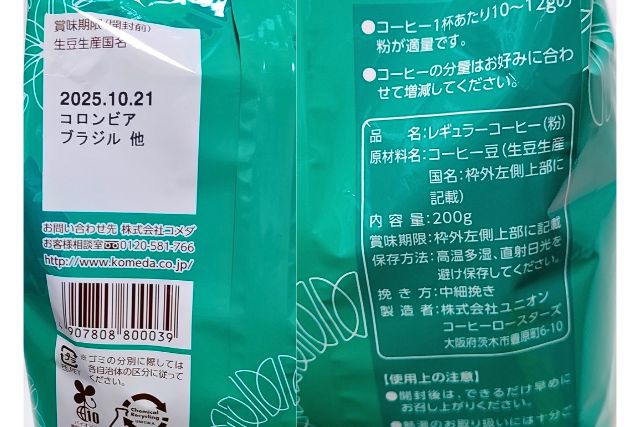 賞味期限(開封前)
生豆生産国名
2025.10.21
コロンビア
ブラジル 他
お問い合わせ先 株式会社コメダ
お客様相談室 0120-581-766
http://www.komeda.co.jp/
907808 800039
※ゴミの分別に際しては
各自治体の区分に従って
ください。
10
Chemical
Recycling
●コーヒー1杯あたり10〜12gの
粉が適量です。
●コーヒーの分量はお好みに合わ
せて増減してください。
品 名:レギュラーコーヒー(粉)
原材料名:コーヒー豆(生豆生産
国名:枠外左側上部に
記載)
内容量:200g
賞味期限:枠外左側上部に記載
保存方法:高温多湿、直射日光を
避け保存してください。
挽き方:中細挽き
製造者:株式会社ユニオン
コーヒーロースターズ
大阪府茨木市豊原町6-10
【使用上の注意】
●開封後は、できるだけ早めに
お召し上がりください。
●熱湯のお取り扱いには十分ご